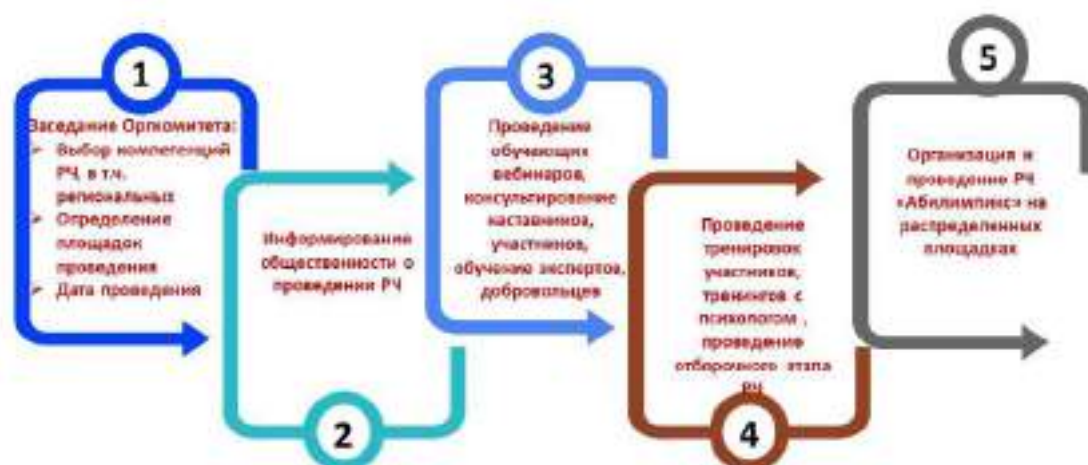 1
Заседание Оргкомитета:
➢ Выбор компетенций
РЧ, в т.ч.
региональных
➢ Определение
площадок
проведения
➢ Дата проведения
2
Информирование
общественности о
проведении РЧ
3
Проведение
обучающих
вебинаров,
консультирование
наставников,
участников,
обучение экспертов,
добровольцев
4
Проведение
тренировок
участников,
тренингов с
психологом ,
проведение
отборочного этапа
РЧ
5
Организация и
проведение РЧ
«Абилимпикс» на
распределенных
площадках